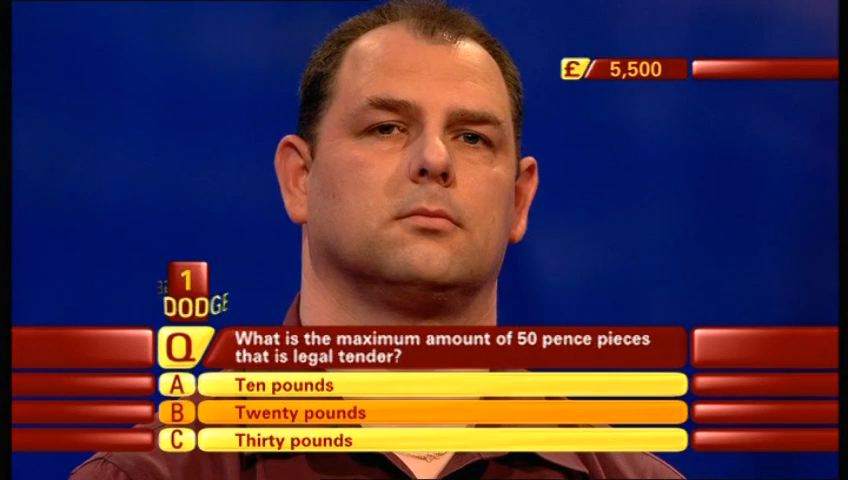 £ 5,500
1
DODGE
Q What is the maximum amount of 50 pence pieces
that is legal tender?
A Ten pounds
B Twenty pounds
C Thirty pounds